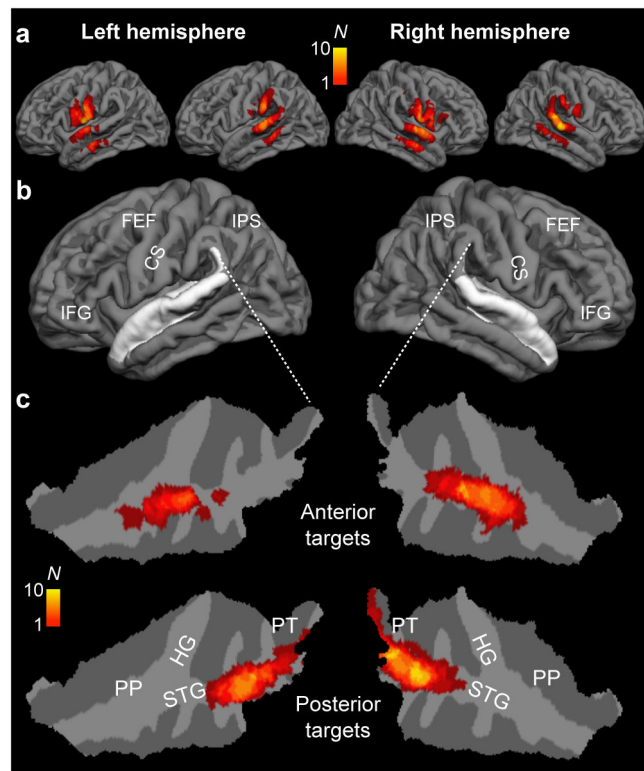 a
Left hemisphere
N
10
1
Right hemisphere
b
FEF
IPS
CS
IFG
IPS
FEF
CS
IFG
c
Anterior
targets
N
10
1
PT
HG
PP
STG
PT
HG
PP
STG
Posterior
targets